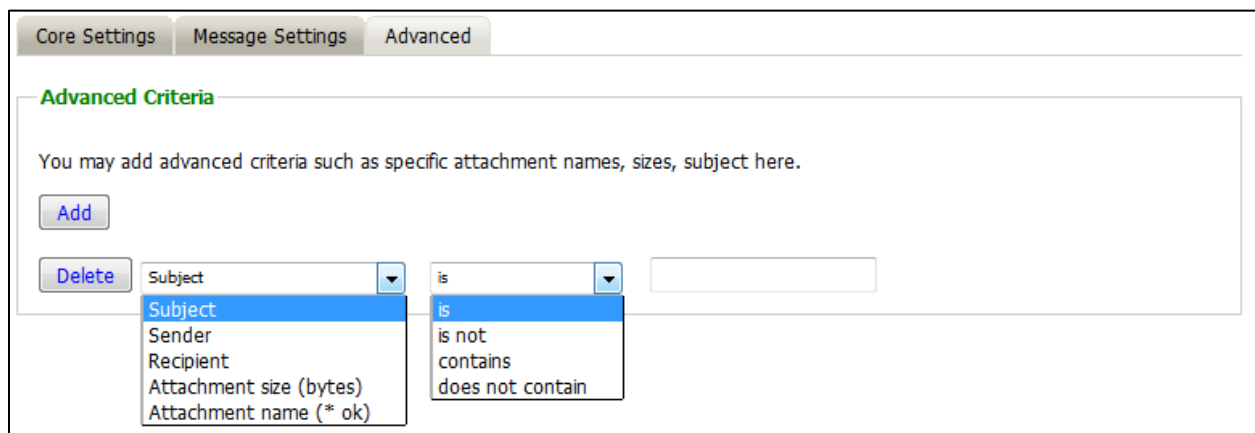 Core Settings Message Settings Advanced
Advanced Criteria
You may add advanced criteria such as specific attachment names, sizes, subject here.
Add
Delete Subject is
Subject is
Sender is not
Recipient contains
Attachment size (bytes) does not contain
Attachment name (* ok)